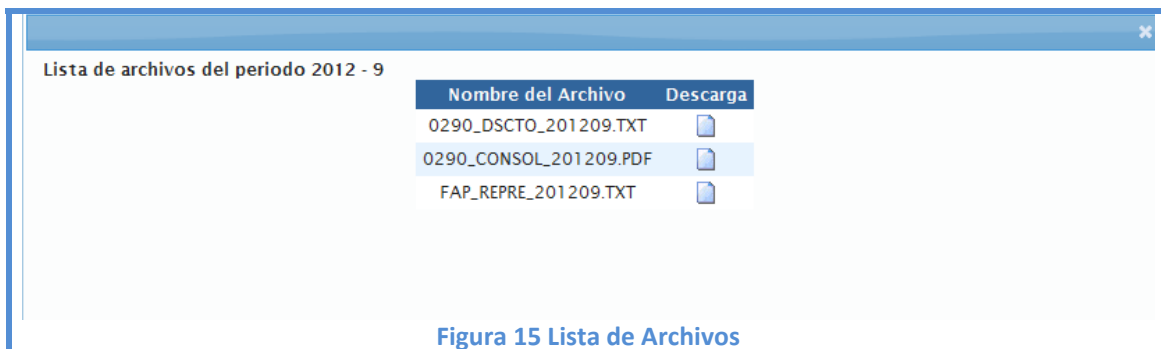 Lista de archivos del periodo 2012 - 9
Nombre del Archivo Descarga
0290_DSCTO_201209.TXT
0290_CONSOL_201209.PDF
FAP_REPRE_201209.TXT
Figura 15 Lista de Archivos